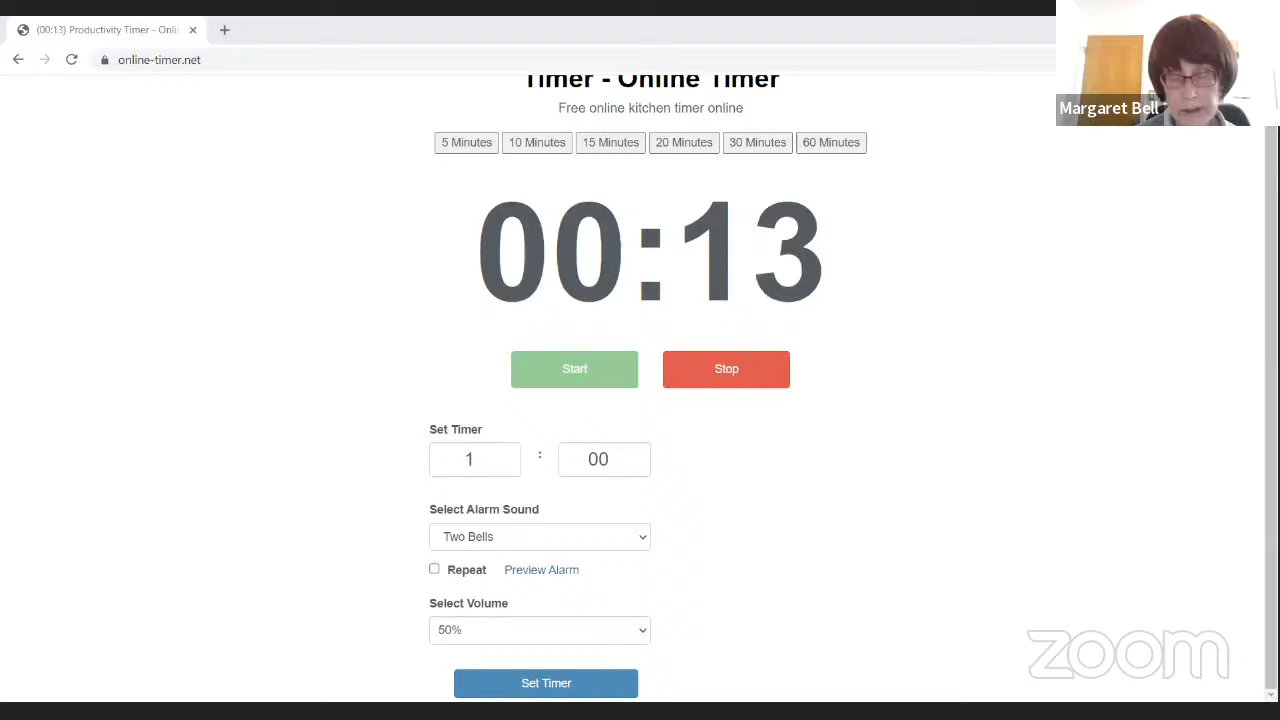 (00:13) Productivity Timer - Onli
online-timer.net
Margaret Bell
Timer - Online Timer
Free online kitchen timer online
5 Minutes 10 Minutes 15 Minutes 20 Minutes 30 Minutes 60 Minutes
00:13
Start Stop
Set Timer
1 : 00
Select Alarm Sound
Two Bells
Repeat Preview Alarm
Select Volume
50%
zoom
Set Timer